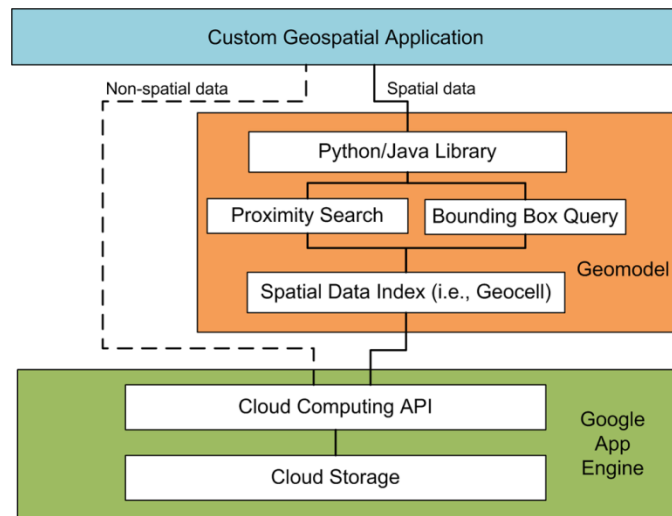 Custom Geospatial Application
Non-spatial data
Spatial data
Python/Java Library
Proximity Search
Bounding Box Query
Geomodel
Spatial Data Index (i.e., Geocell)
Cloud Computing API
Google
App
Engine
Cloud Storage